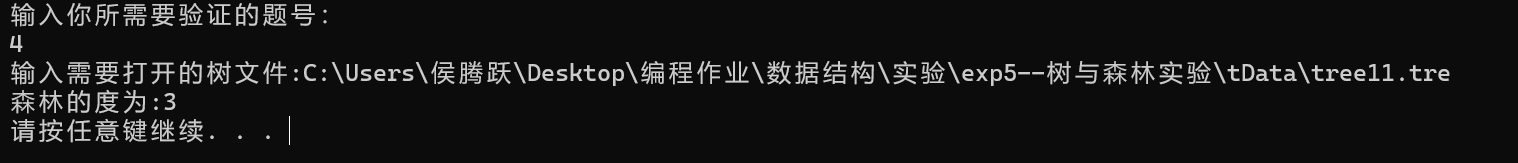 输入你所需要验证的题号:
4
输入需要打开的树文件:C:\Users\侯腾跃\Desktop\编程作业\数据结构\实验\exp5--树与森林实验\tData\tree11.tre
森林的度为:3
请按任意键继续. . .